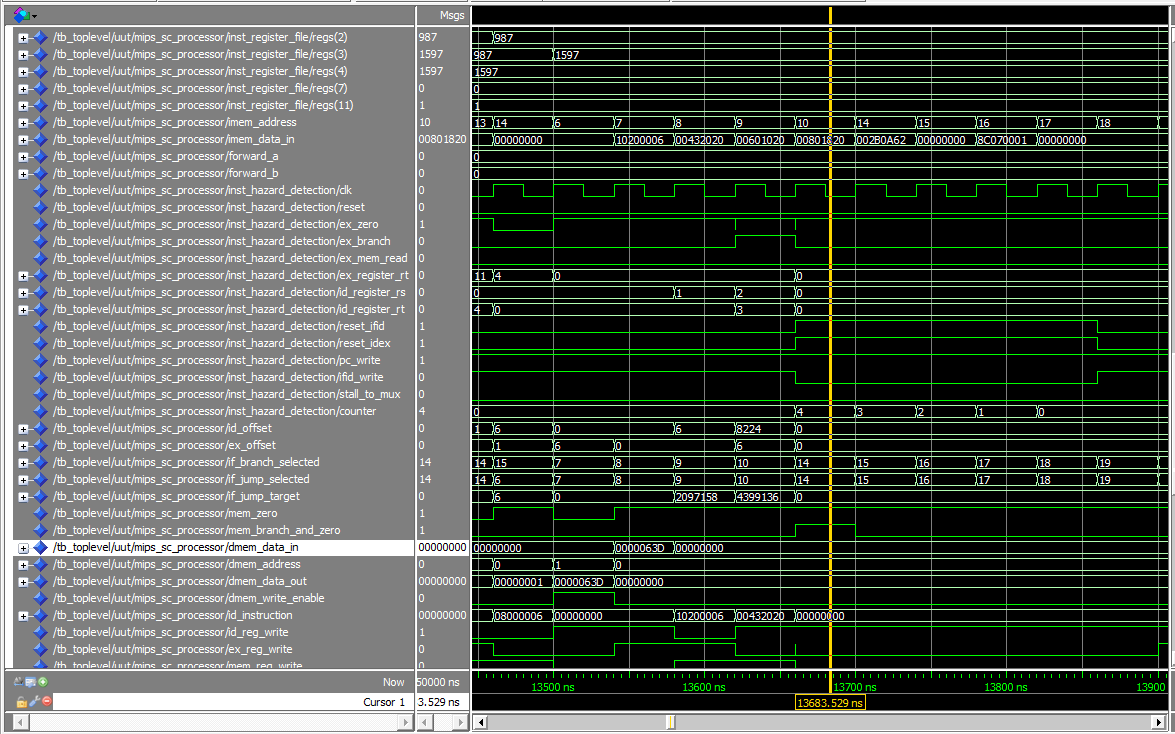 Msgs
/tb_toplevel/uut/mips_sc_processor/inst_register_file/regs(2) 987 987
/tb_toplevel/uut/mips_sc_processor/inst_register_file/regs(3) 1597 987 1597
/tb_toplevel/uut/mips_sc_processor/inst_register_file/regs(4) 1597 1597
/tb_toplevel/uut/mips_sc_processor/inst_register_file/regs(7) 0 0
/tb_toplevel/uut/mips_sc_processor/inst_register_file/regs(11) 1 1
/tb_toplevel/uut/mips_sc_processor/imem_address 10 13 14 6 7 8 9 10 14 15 16 17 18
/tb_toplevel/uut/mips_sc_processor/imem_data_in 00801820 00000000 10200006 00432020 00601020 00801820 002B0A62 00000000 8C070001 00000000
/tb_toplevel/uut/mips_sc_processor/forward_a 0 0
/tb_toplevel/uut/mips_sc_processor/forward_b 0 0
/tb_toplevel/uut/mips_sc_processor/inst_hazard_detection/clk 0
/tb_toplevel/uut/mips_sc_processor/inst_hazard_detection/reset 0
/tb_toplevel/uut/mips_sc_processor/inst_hazard_detection/ex_zero 1
/tb_toplevel/uut/mips_sc_processor/inst_hazard_detection/ex_branch 0
/tb_toplevel/uut/mips_sc_processor/inst_hazard_detection/ex_mem_read 0
/tb_toplevel/uut/mips_sc_processor/inst_hazard_detection/ex_register_rt 0 11 4 0 0
/tb_toplevel/uut/mips_sc_processor/inst_hazard_detection/id_register_rs 0 0 1 2 0
/tb_toplevel/uut/mips_sc_processor/inst_hazard_detection/id_register_rt 0 4 0 3 0
/tb_toplevel/uut/mips_sc_processor/inst_hazard_detection/reset_ifid 1
/tb_toplevel/uut/mips_sc_processor/inst_hazard_detection/reset_idex 1
/tb_toplevel/uut/mips_sc_processor/inst_hazard_detection/pc_write 1
/tb_toplevel/uut/mips_sc_processor/inst_hazard_detection/ifid_write 0
/tb_toplevel/uut/mips_sc_processor/inst_hazard_detection/stall_to_mux 0
/tb_toplevel/uut/mips_sc_processor/inst_hazard_detection/counter 4 0 4 3 2 1 0
/tb_toplevel/uut/mips_sc_processor/id_offset 0 1 6 0 6 8224 0
/tb_toplevel/uut/mips_sc_processor/ex_offset 0 1 6 0 6 0
/tb_toplevel/uut/mips_sc_processor/if_branch_selected 14 14 15 7 8 9 10 14 15 16 17 18 19
/tb_toplevel/uut/mips_sc_processor/if_jump_selected 14 14 6 7 8 9 10 14 15 16 17 18 19
/tb_toplevel/uut/mips_sc_processor/if_jump_target 0 6 0 2097158 4399136 0
/tb_toplevel/uut/mips_sc_processor/mem_zero 1
/tb_toplevel/uut/mips_sc_processor/mem_branch_and_zero 1
/tb_toplevel/uut/mips_sc_processor/dmem_data_in 00000000 00000000 0000063D 00000000
/tb_toplevel/uut/mips_sc_processor/dmem_address 0 0 1 0
/tb_toplevel/uut/mips_sc_processor/dmem_data_out 00000000 00000001 0000063D 00000000
/tb_toplevel/uut/mips_sc_processor/dmem_write_enable 0
/tb_toplevel/uut/mips_sc_processor/id_instruction 00000000 08000006 00000000 10200006 00432020 00000000
/tb_toplevel/uut/mips_sc_processor/id_reg_write 1
/tb_toplevel/uut/mips_sc_processor/ex_reg_write 0
/tb_toplevel/uut/mips_sc_processor/mem_reg_write 0
Now 50000 ns 13500 ns 13600 ns 13700 ns 13800 ns 13900
Cursor 1 3.529 ns 13683.529 ns